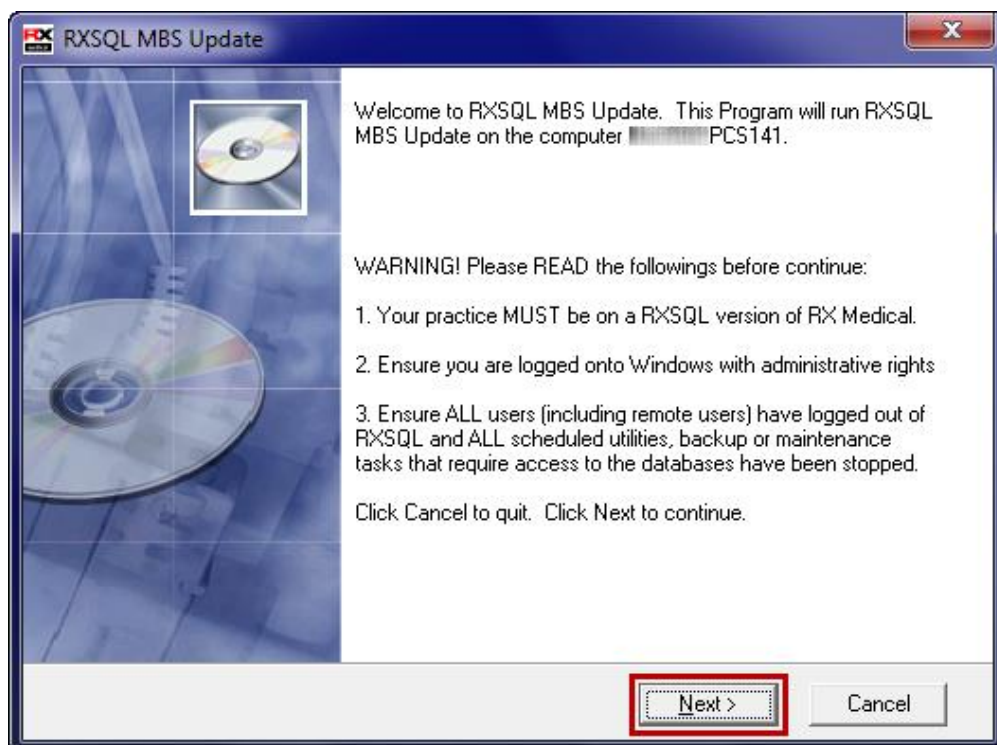 RXSQL MBS Update
Welcome to RXSQL MBS Update. This Program will run RXSQL
MBS Update on the computer PCS141.
WARNING! Please READ the followings before continue:
1. Your practice MUST be on a RXSQL version of RX Medical.
2. Ensure you are logged onto Windows with administrative rights
3. Ensure ALL users (including remote users) have logged out of
RXSQL and ALL scheduled utilities, backup or maintenance
tasks that require access to the databases have been stopped.
Click Cancel to quit. Click Next to continue.
Next >
Cancel